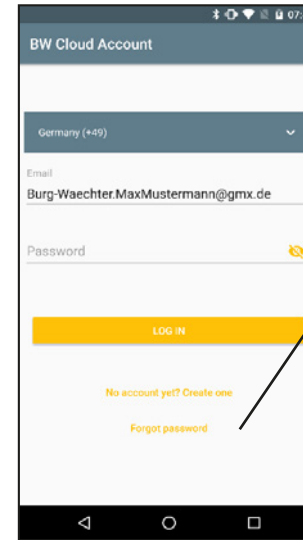 07:
BW Cloud Account
Germany (+49)
Email
Burg-Waechter.MaxMustermann@gmx.de
Password
LOG IN
No account yet? Create one
Forgot password